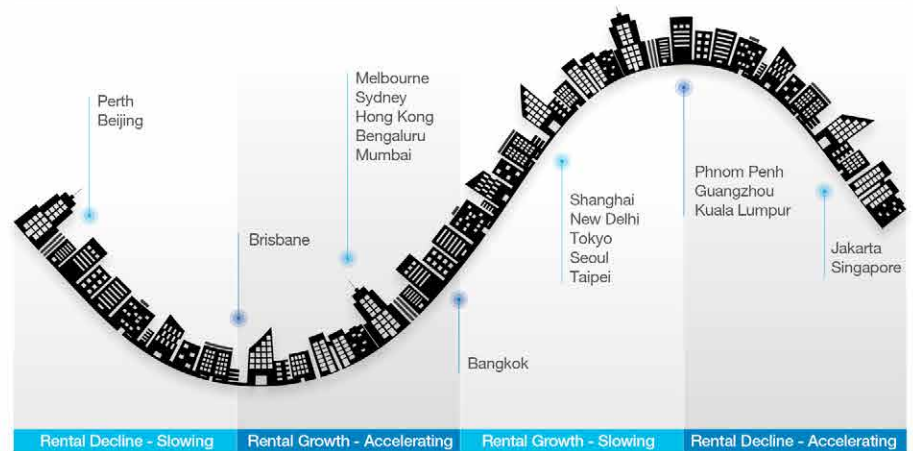 Perth
Beijing
Brisbane
Melbourne
Sydney
Hong Kong
Bengaluru
Mumbai
Bangkok
Shanghai
New Delhi
Tokyo
Seoul
Taipei
Phnom Penh
Guangzhou
Kuala Lumpur
Jakarta
Singapore
Rental Decline - Slowing
Rental Growth - Accelerating
Rental Growth - Slowing
Rental Decline - Accelerating